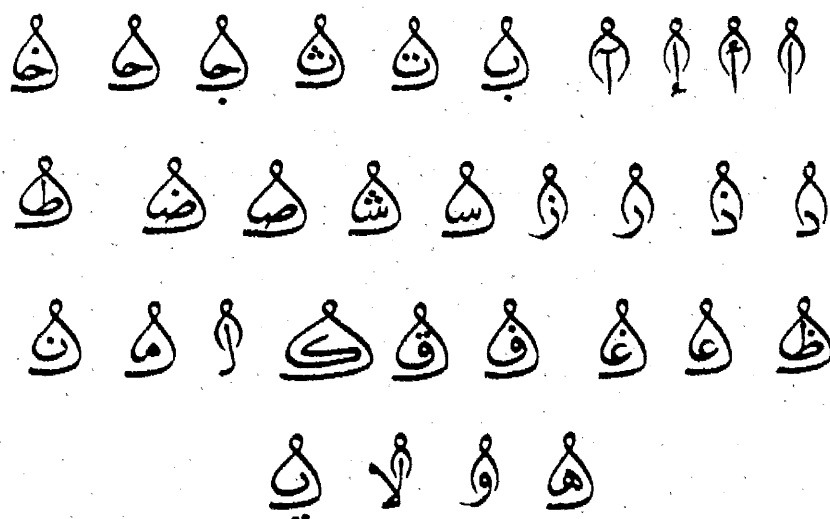 ا أ إ آ ب ت ث ج ح خ
د ذ ر ز س ش ص ض ط
ظ ع غ ف ق ك ل م ن
ه و لا ي